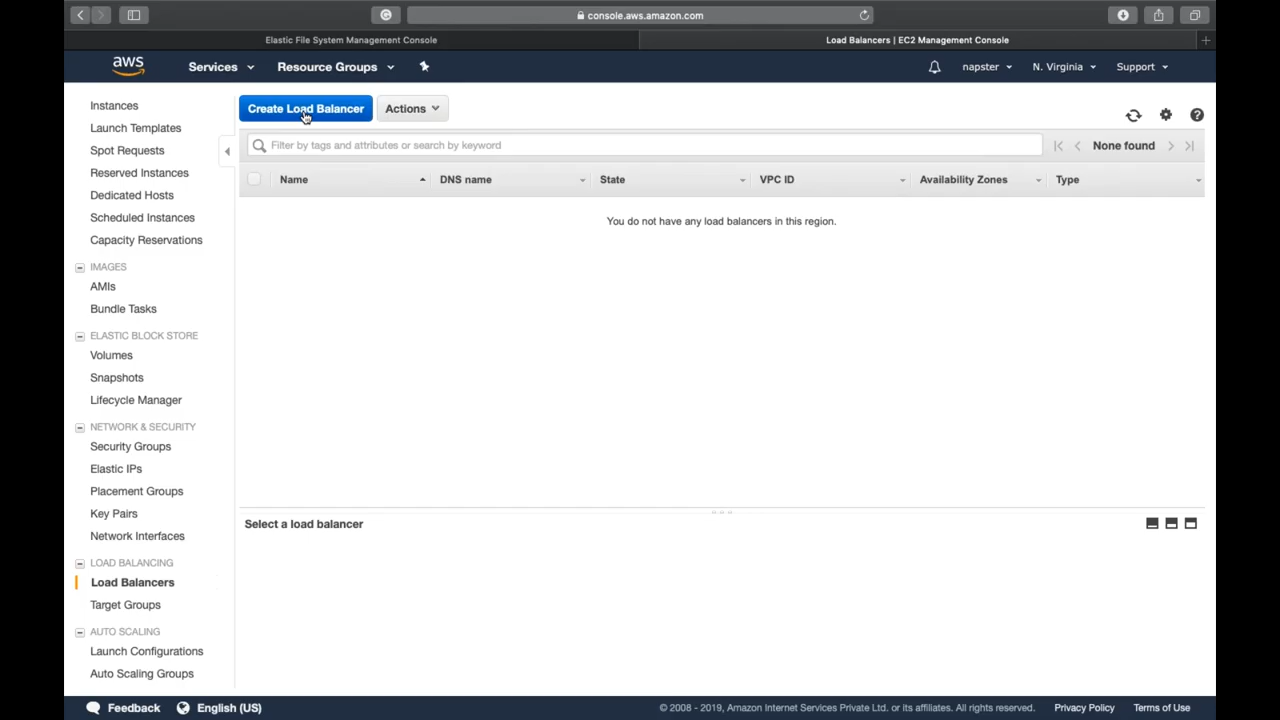 console.aws.amazon.com
Elastic File System Management Console
Load Balancers | EC2 Management Console
aws
Services
Resource Groups
napster
N. Virginia
Support
Instances
Launch Templates
Spot Requests
Reserved Instances
Dedicated Hosts
Scheduled Instances
Capacity Reservations
IMAGES
AMIs
Bundle Tasks
ELASTIC BLOCK STORE
Volumes
Snapshots
Lifecycle Manager
NETWORK & SECURITY
Security Groups
Elastic IPs
Placement Groups
Key Pairs
Network Interfaces
LOAD BALANCING
Load Balancers
Target Groups
AUTO SCALING
Launch Configurations
Auto Scaling Groups
Create Load Balancer
Actions
Filter by tags and attributes or search by keyword
None found
Name
DNS name
State
VPC ID
Availability Zones
Type
You do not have any load balancers in this region.
Select a load balancer
Feedback
English (US)
© 2008 - 2019, Amazon Internet Services Private Ltd. or its affiliates. All rights reserved.
Privacy Policy
Terms of Use